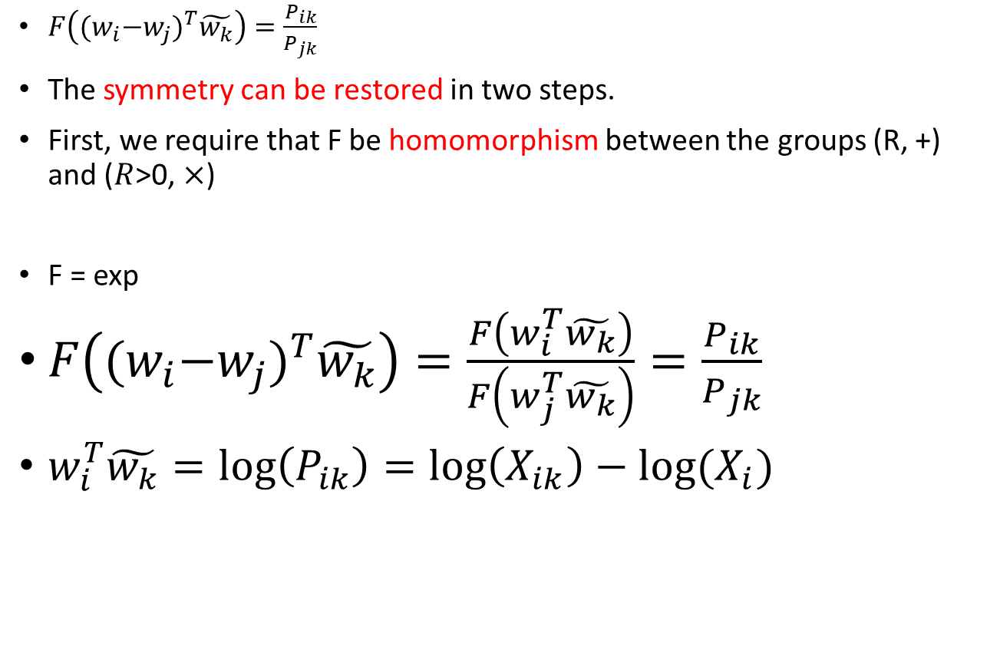 • $F\left((w_i - w_j)^T \widetilde{w_k}\right) = \frac{P_{ik}}{P_{jk}}$
• The symmetry can be restored in two steps.
• First, we require that F be homomorphism between the groups (R, +)
and ($R$>0, ×)
• F = exp
• $F\left((w_i - w_j)^T \widetilde{w_k}\right) = \frac{F\left(w_i^T \widetilde{w_k}\right)}{F\left(w_j^T \widetilde{w_k}\right)} = \frac{P_{ik}}{P_{jk}}$
• $w_i^T \widetilde{w_k} = \log(P_{ik}) = \log(X_{ik}) - \log(X_i)$